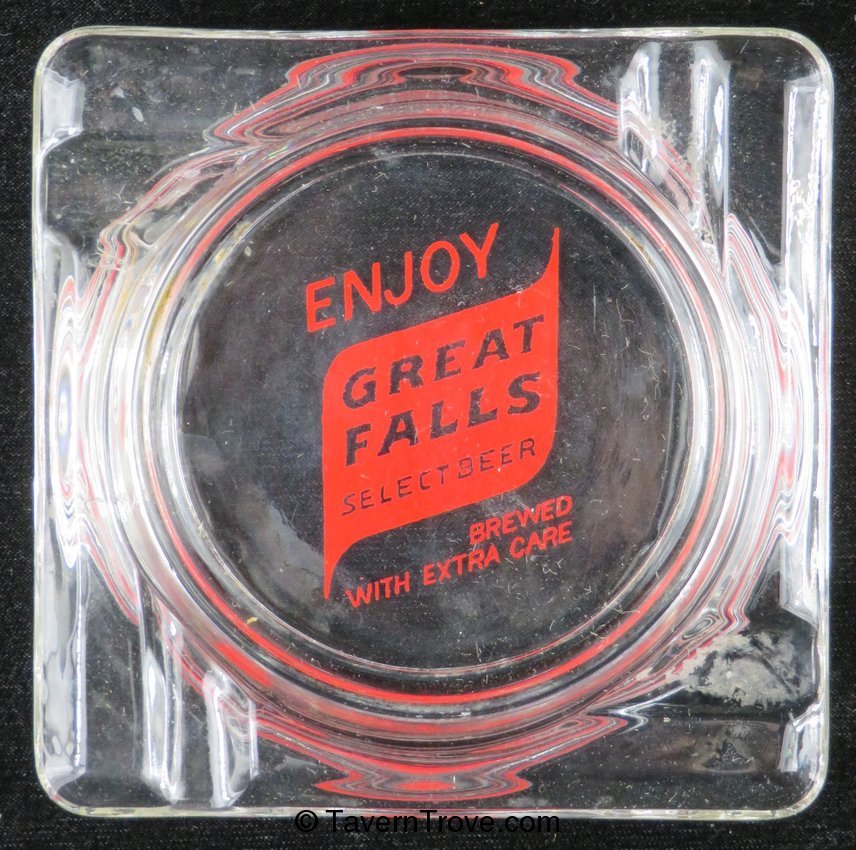 ENJOY
GREAT
FALLS
SELECT BEER
BREWED
WITH EXTRA CARE
© TavernTrove.com